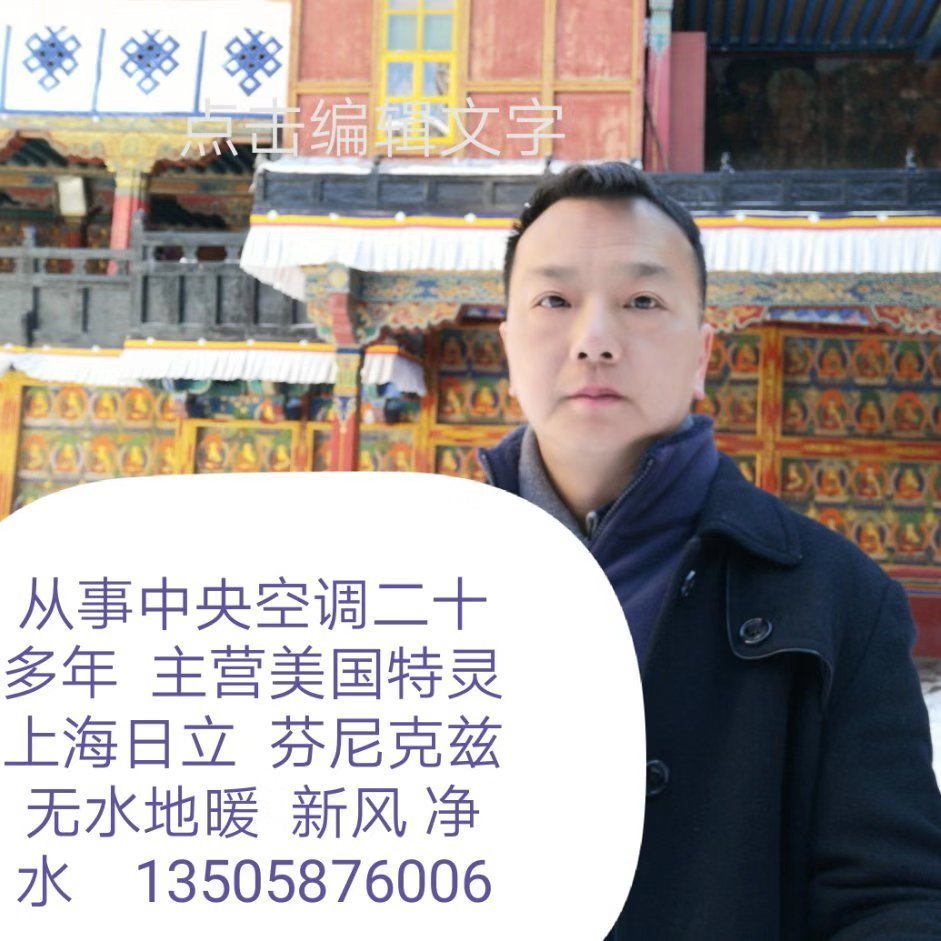 点击编辑文字
从事中央空调二十
多年 主营美国特灵
上海日立 芬尼克兹
无水地暖 新风 净
水 13505876006